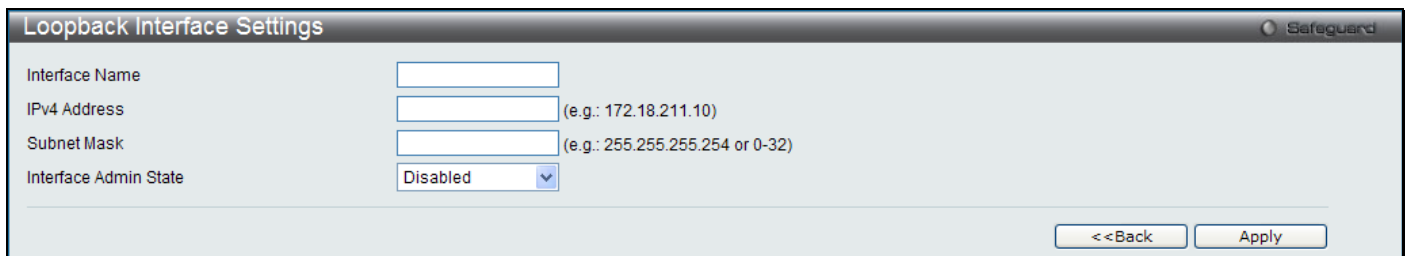 Loopback Interface Settings
Safeguard
Interface Name
IPv4 Address (e.g.: 172.18.211.10)
Subnet Mask (e.g.: 255.255.255.254 or 0-32)
Interface Admin State Disabled
<<Back Apply